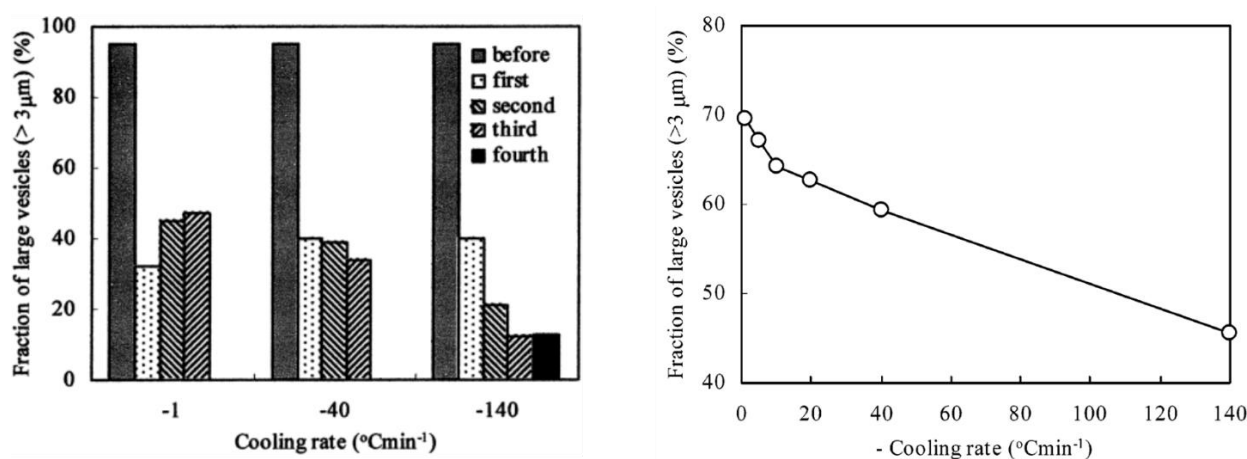 Fraction of large vesicles (> 3μm) (%)
100
80
60
40
20
0
before
first
second
third
fourth
-1
-40
-140
Cooling rate (°Cmin⁻¹)
Fraction of large vesicles (>3 μm) (%)
80
70
60
50
40
0
20
40
60
80
100
120
140
- Cooling rate (°Cmin⁻¹)